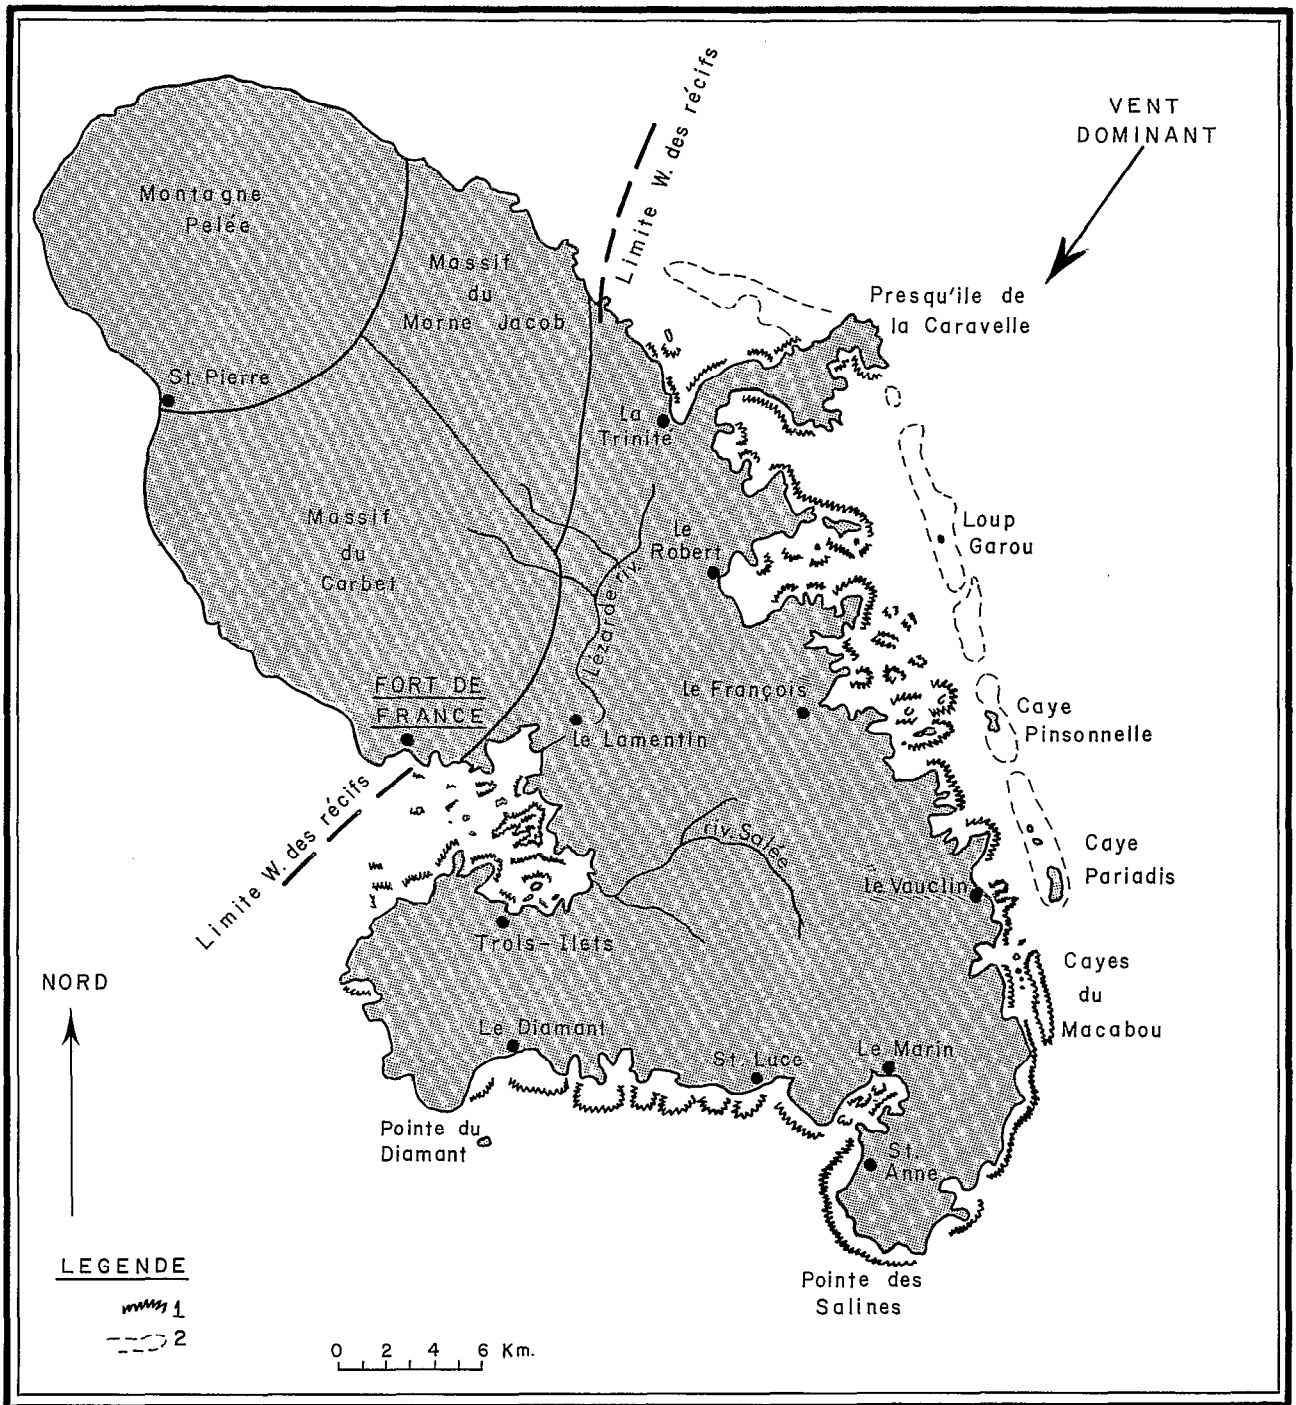 Limite W. des récifs
VENT
DOMINANT
Montagne
Pelée
Massif
du
Morne Jacob
Presqu'ile de
la Caravelle
St. Pierre
La
Trinité
Massif
du
Carbet
Loup
Garou
le
Robert
Lézarde riv.
FORT DE
FRANCE
le François
le Lamentin
Caye
Pinsonnelle
Limite W. des récifs
riv. Salée
Caye
Pariadis
le Vauclin
Trois-Ilets
Cayes
du
Macabou
NORD
Le Diamant
St. Luce
Le Marin
Pointe du
Diamant
St.
Anne
LEGENDE
1
2
Pointe des
Salines
0 2 4 6 Km.